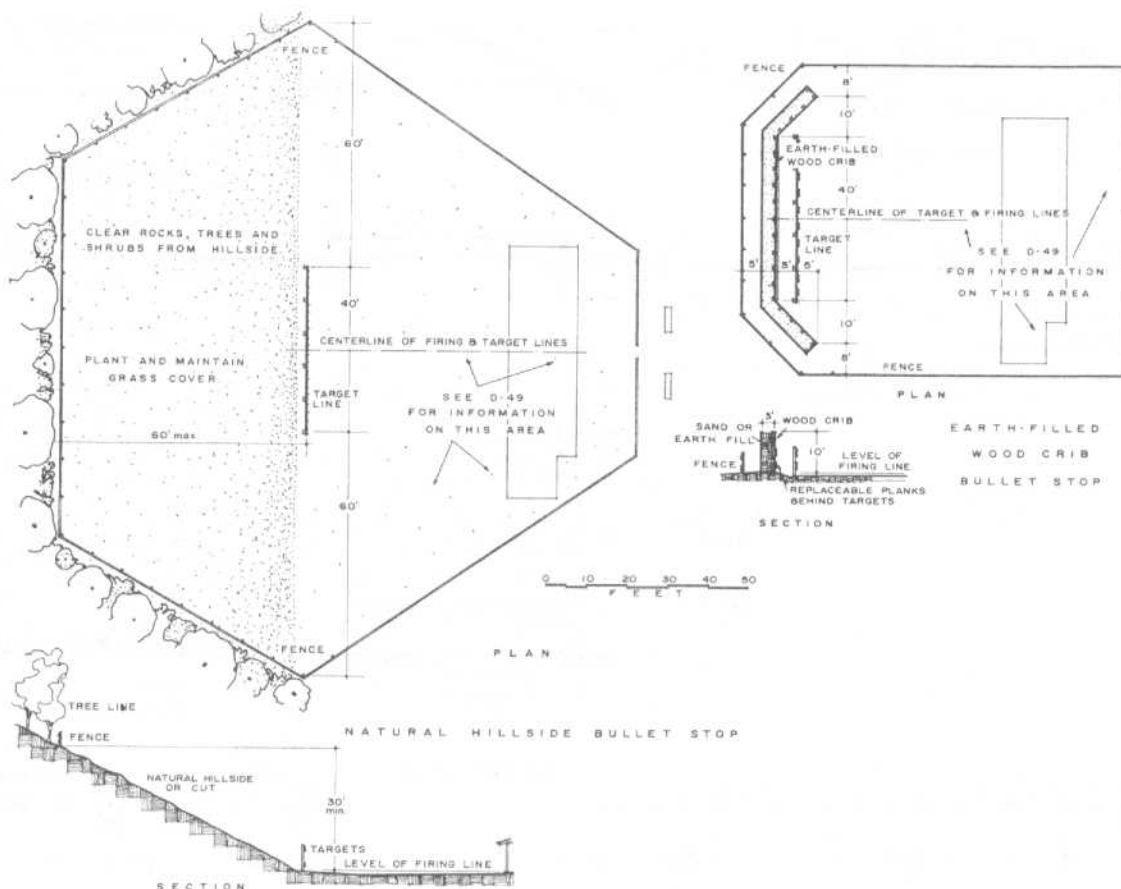 FENCE
60'
CLEAR ROCKS, TREES AND
SHRUBS FROM HILLSIDE
40'
CENTERLINE OF FIRING & TARGET LINES
PLANT AND MAINTAIN
GRASS COVER
TARGET
LINE
SEE D-49
FOR INFORMATION
ON THIS AREA
60' max.
60'
FENCE
PLAN
NATURAL HILLSIDE BULLET STOP
TREE LINE
FENCE
NATURAL HILLSIDE
OR CUT
30'
min.
TARGETS
LEVEL OF FIRING LINE
SECTION
0 10 20 30 40 50
FEET
FENCE
8'
10'
EARTH-FILLED
WOOD CRIB
40'
CENTERLINE OF TARGET & FIRING LINES
TARGET
LINE
SEE D-49
FOR INFORMATION
ON THIS AREA
5'
5'
10'
8'
FENCE
PLAN
3'
WOOD CRIB
SAND OR
EARTH FILL
10'
LEVEL OF
FIRING LINE
FENCE
REPLACEABLE PLANKS
BEHIND TARGETS
SECTION
EARTH-FILLED
WOOD CRIB
BULLET STOP